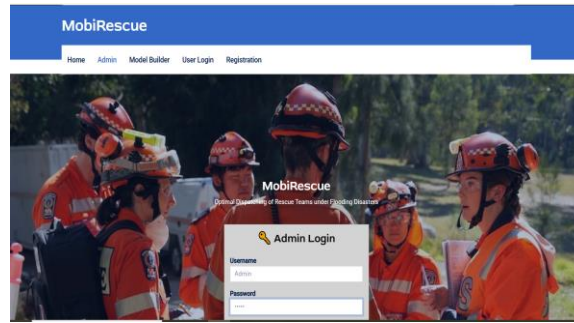 MobiRescue
Home Admin Model Builder User Login Registration
MobiRescue
Optimal Dispatching of Rescue Teams under Flooding Disasters
Admin Login
Username
Admin
Password